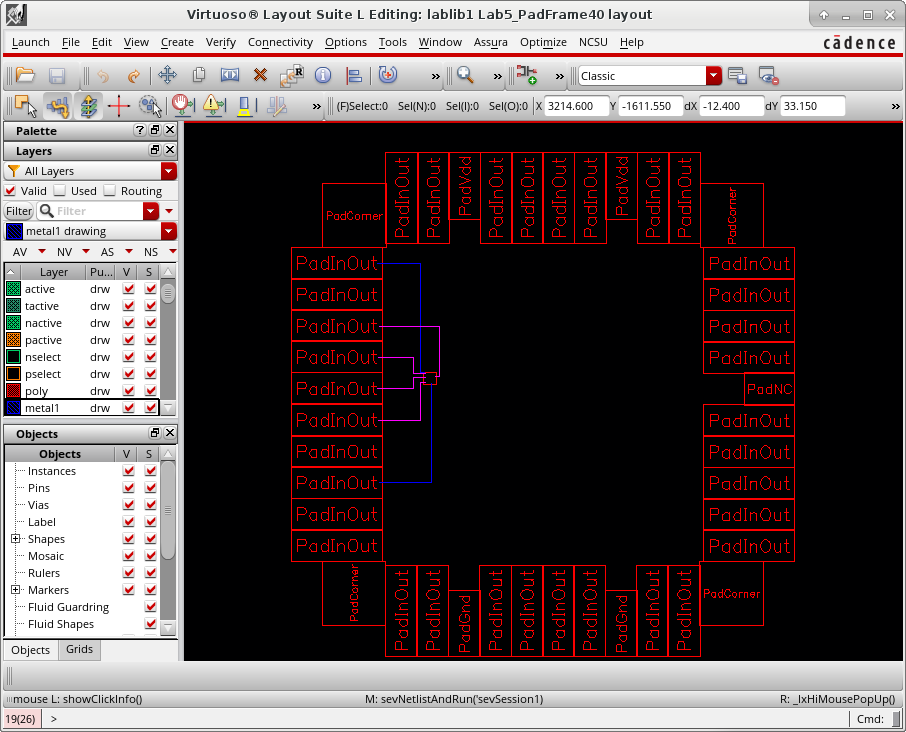 Virtuoso® Layout Suite L Editing: lablib1 Lab5_PadFrame40 layout
Launch File Edit View Create Verify Connectivity Options Tools Window Assura Optimize NCSU Help
cādence
» » » Classic
» (F)Select:0 Sel(N):0 Sel(I):0 Sel(O):0 X 3214.600 Y -1611.550 dX -12.400 dY 33.150 »
Palette ?
Layers
All Layers
Valid Used Routing
Filter Filter
metal1 drawing
AV NV AS NS
Layer Pu... V S
active drw
tactive drw
nactive drw
pactive drw
nselect drw
pselect drw
poly drw
metal1 drw
Objects
Objects V S
Instances
Pins
Vias
Label
Shapes
Mosaic
Rulers
Markers
Fluid Guardring
Fluid Shapes
Objects Grids
PadCorner PadInOut PadInOut PadVdd PadInOut PadInOut PadInOut PadInOut PadVdd PadInOut PadInOut PadCorner
PadInOut PadInOut
PadInOut PadInOut
PadInOut PadInOut
PadInOut PadInOut
PadInOut PadNC
PadInOut PadInOut
PadInOut PadInOut
PadInOut PadInOut
PadInOut PadInOut
PadInOut PadInOut
PadCorner PadInOut PadInOut PadGnd PadInOut PadInOut PadInOut PadInOut PadGnd PadInOut PadInOut PadCorner
mouse L: showClickInfo() M: sevNetlistAndRun('sevSession1) R: _lxHiMousePopUp()
19(26) > Cmd: